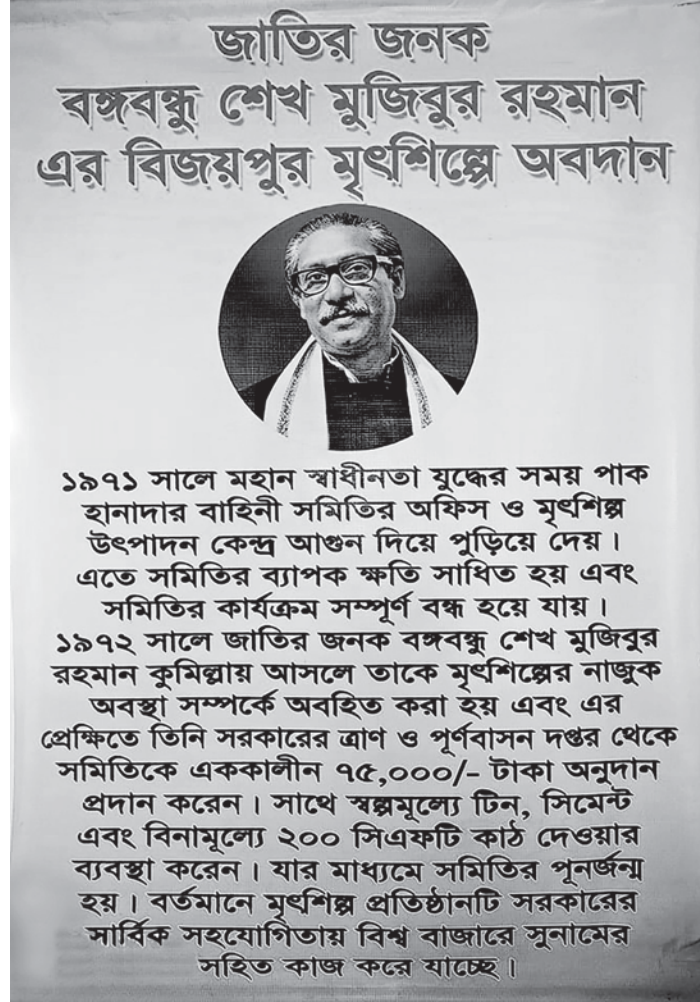 জাতির জনক
বঙ্গবন্ধু শেখ মুজিবুর রহমান
এর বিজয়পুর মৃৎশিল্পে অবদান
১৯৭১ সালে মহান স্বাধীনতা যুদ্ধের সময় পাক
হানাদার বাহিনী সমিতির অফিস ও মৃৎশিল্প
উৎপাদন কেন্দ্র আগুন দিয়ে পুড়িয়ে দেয়।
এতে সমিতির ব্যাপক ক্ষতি সাধিত হয় এবং
সমিতির কার্যক্রম সম্পূর্ণ বন্ধ হয়ে যায়।
১৯৭২ সালে জাতির জনক বঙ্গবন্ধু শেখ মুজিবুর
রহমান কুমিল্লায় আসলে তাকে মৃৎশিল্পের নাজুক
অবস্থা সম্পর্কে অবহিত করা হয় এবং এর
প্রেক্ষিতে তিনি সরকারের ত্রাণ ও পূর্ণবাসন দপ্তর থেকে
সমিতিকে এককালীন ৭৫,০০০/- টাকা অনুদান
প্রদান করেন। সাথে স্বল্পমূল্যে টিন, সিমেন্ট
এবং বিনামূল্যে ২০০ সিএফটি কাঠ দেওয়ার
ব্যবস্থা করেন। যার মাধ্যমে সমিতির পূনর্জন্ম
হয়। বর্তমানে মৃৎশিল্প প্রতিষ্ঠানটি সরকারের
সার্বিক সহযোগিতায় বিশ্ব বাজারে সুনামের
সহিত কাজ করে যাচ্ছে।